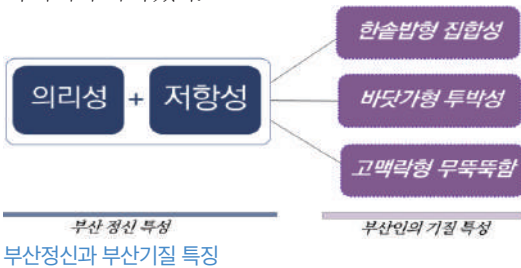 한솥밥형 집합성
의리성 + 저항성
바닷가형 투박성
고맥락형 무뚝뚝함
부산 정신 특성
부산인의 기질 특성
부산정신과 부산기질 특징